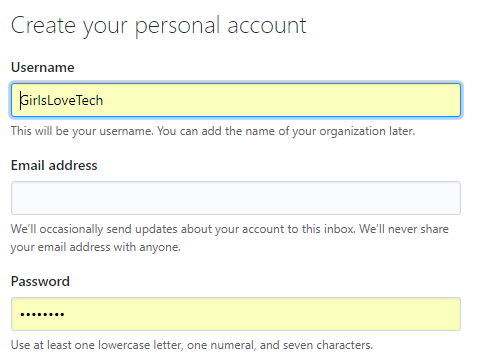 Create your personal account
Username
GirlsLoveTech
This will be your username. You can add the name of your organization later.
Email address
We’ll occasionally send updates about your account to this inbox. We’ll never share
your email address with anyone.
Password
••••••••
Use at least one lowercase letter, one numeral, and seven characters.